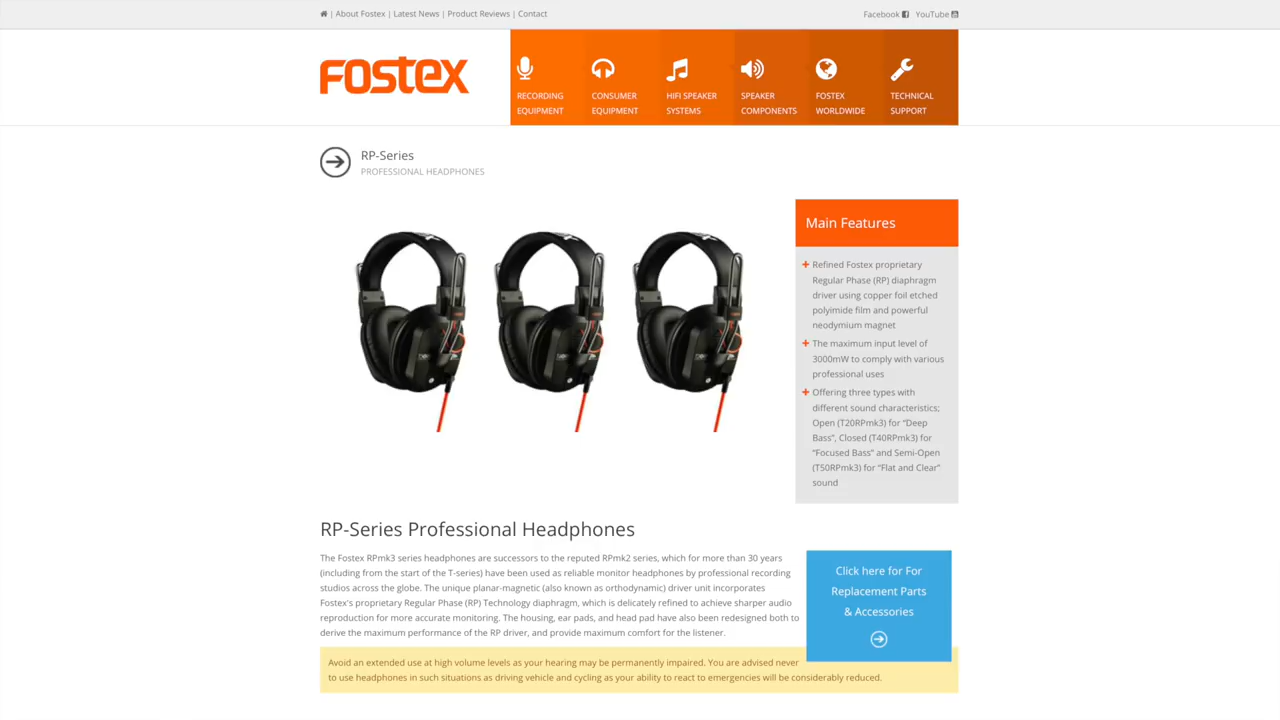 | About Fostex | Latest News | Product Reviews | Contact
Facebook
YouTube
Fostex
RECORDING
EQUIPMENT
CONSUMER
EQUIPMENT
HIFI SPEAKER
SYSTEMS
SPEAKER
COMPONENTS
FOSTEX
WORLDWIDE
TECHNICAL
SUPPORT
RP-Series
PROFESSIONAL HEADPHONES
Main Features
Refined Fostex proprietary
Regular Phase (RP) diaphragm
driver using copper foil etched
polyimide film and powerful
neodymium magnet
The maximum input level of
3000mW to comply with various
professional uses
Offering three types with
different sound characteristics;
Open (T20RPmk3) for “Deep
Bass”, Closed (T40RPmk3) for
“Focused Bass” and Semi-Open
(T50RPmk3) for “Flat and Clear”
sound
RP-Series Professional Headphones
The Fostex RPmk3 series headphones are successors to the reputed RPmk2 series, which for more than 30 years
(including from the start of the T-series) have been used as reliable monitor headphones by professional recording
studios across the globe. The unique planar-magnetic (also known as orthodynamic) driver unit incorporates
Fostex's proprietary Regular Phase (RP) Technology diaphragm, which is delicately refined to achieve sharper audio
reproduction for more accurate monitoring. The housing, ear pads, and head pad have also been redesigned both to
derive the maximum performance of the RP driver, and provide maximum comfort for the listener.
Click here for For
Replacement Parts
& Accessories
Avoid an extended use at high volume levels as your hearing may be permanently impaired. You are advised never
to use headphones in such situations as driving vehicle and cycling as your ability to react to emergencies will be considerably reduced.